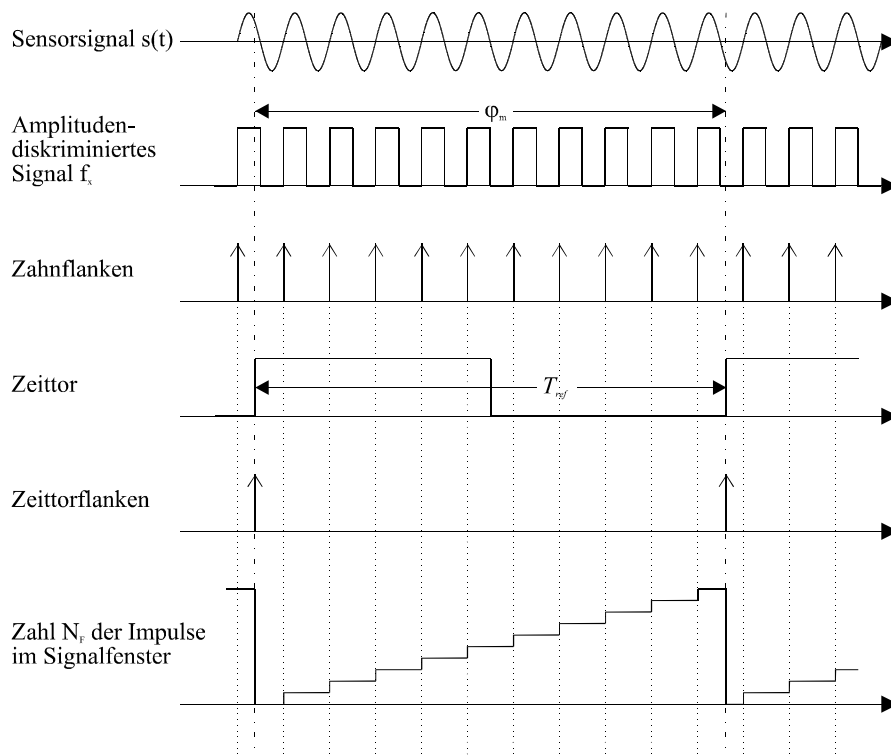 Sensorsignal s(t)
φm
Amplituden-
diskriminiertes
Signal fx
Zahnflanken
Zeittor
Tref
Zeittorflanken
Zahl NF der Impulse
im Signalfenster